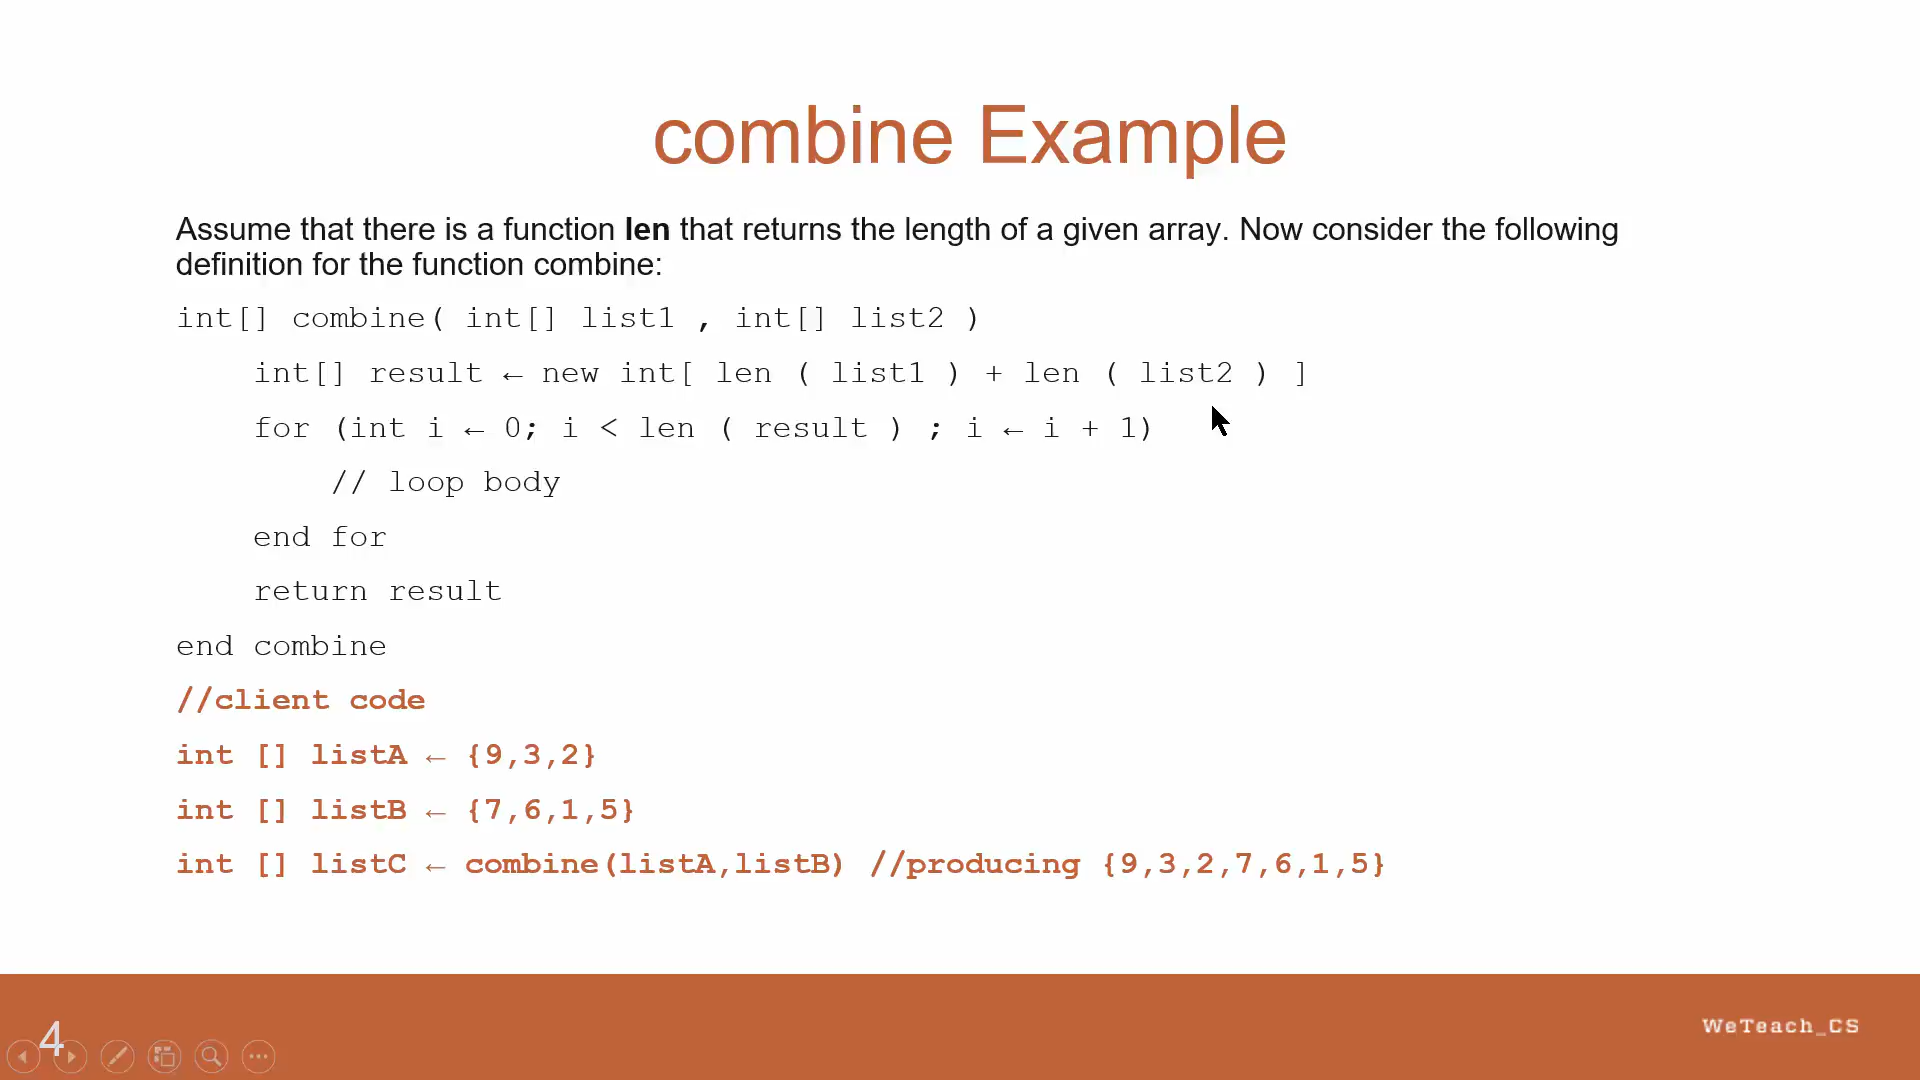 combine Example
Assume that there is a function len that returns the length of a given array. Now consider the following
definition for the function combine:
int[] combine( int[] list1 , int[] list2 )
int[] result ← new int[ len ( list1 ) + len ( list2 ) ]
for (int i ← 0; i < len ( result ) ; i ← i + 1)
// loop body
end for
return result
end combine
//client code
int [] listA ← {9,3,2}
int [] listB ← {7,6,1,5}
int [] listC ← combine(listA,listB) //producing {9,3,2,7,6,1,5}
4
WeTeach_CS